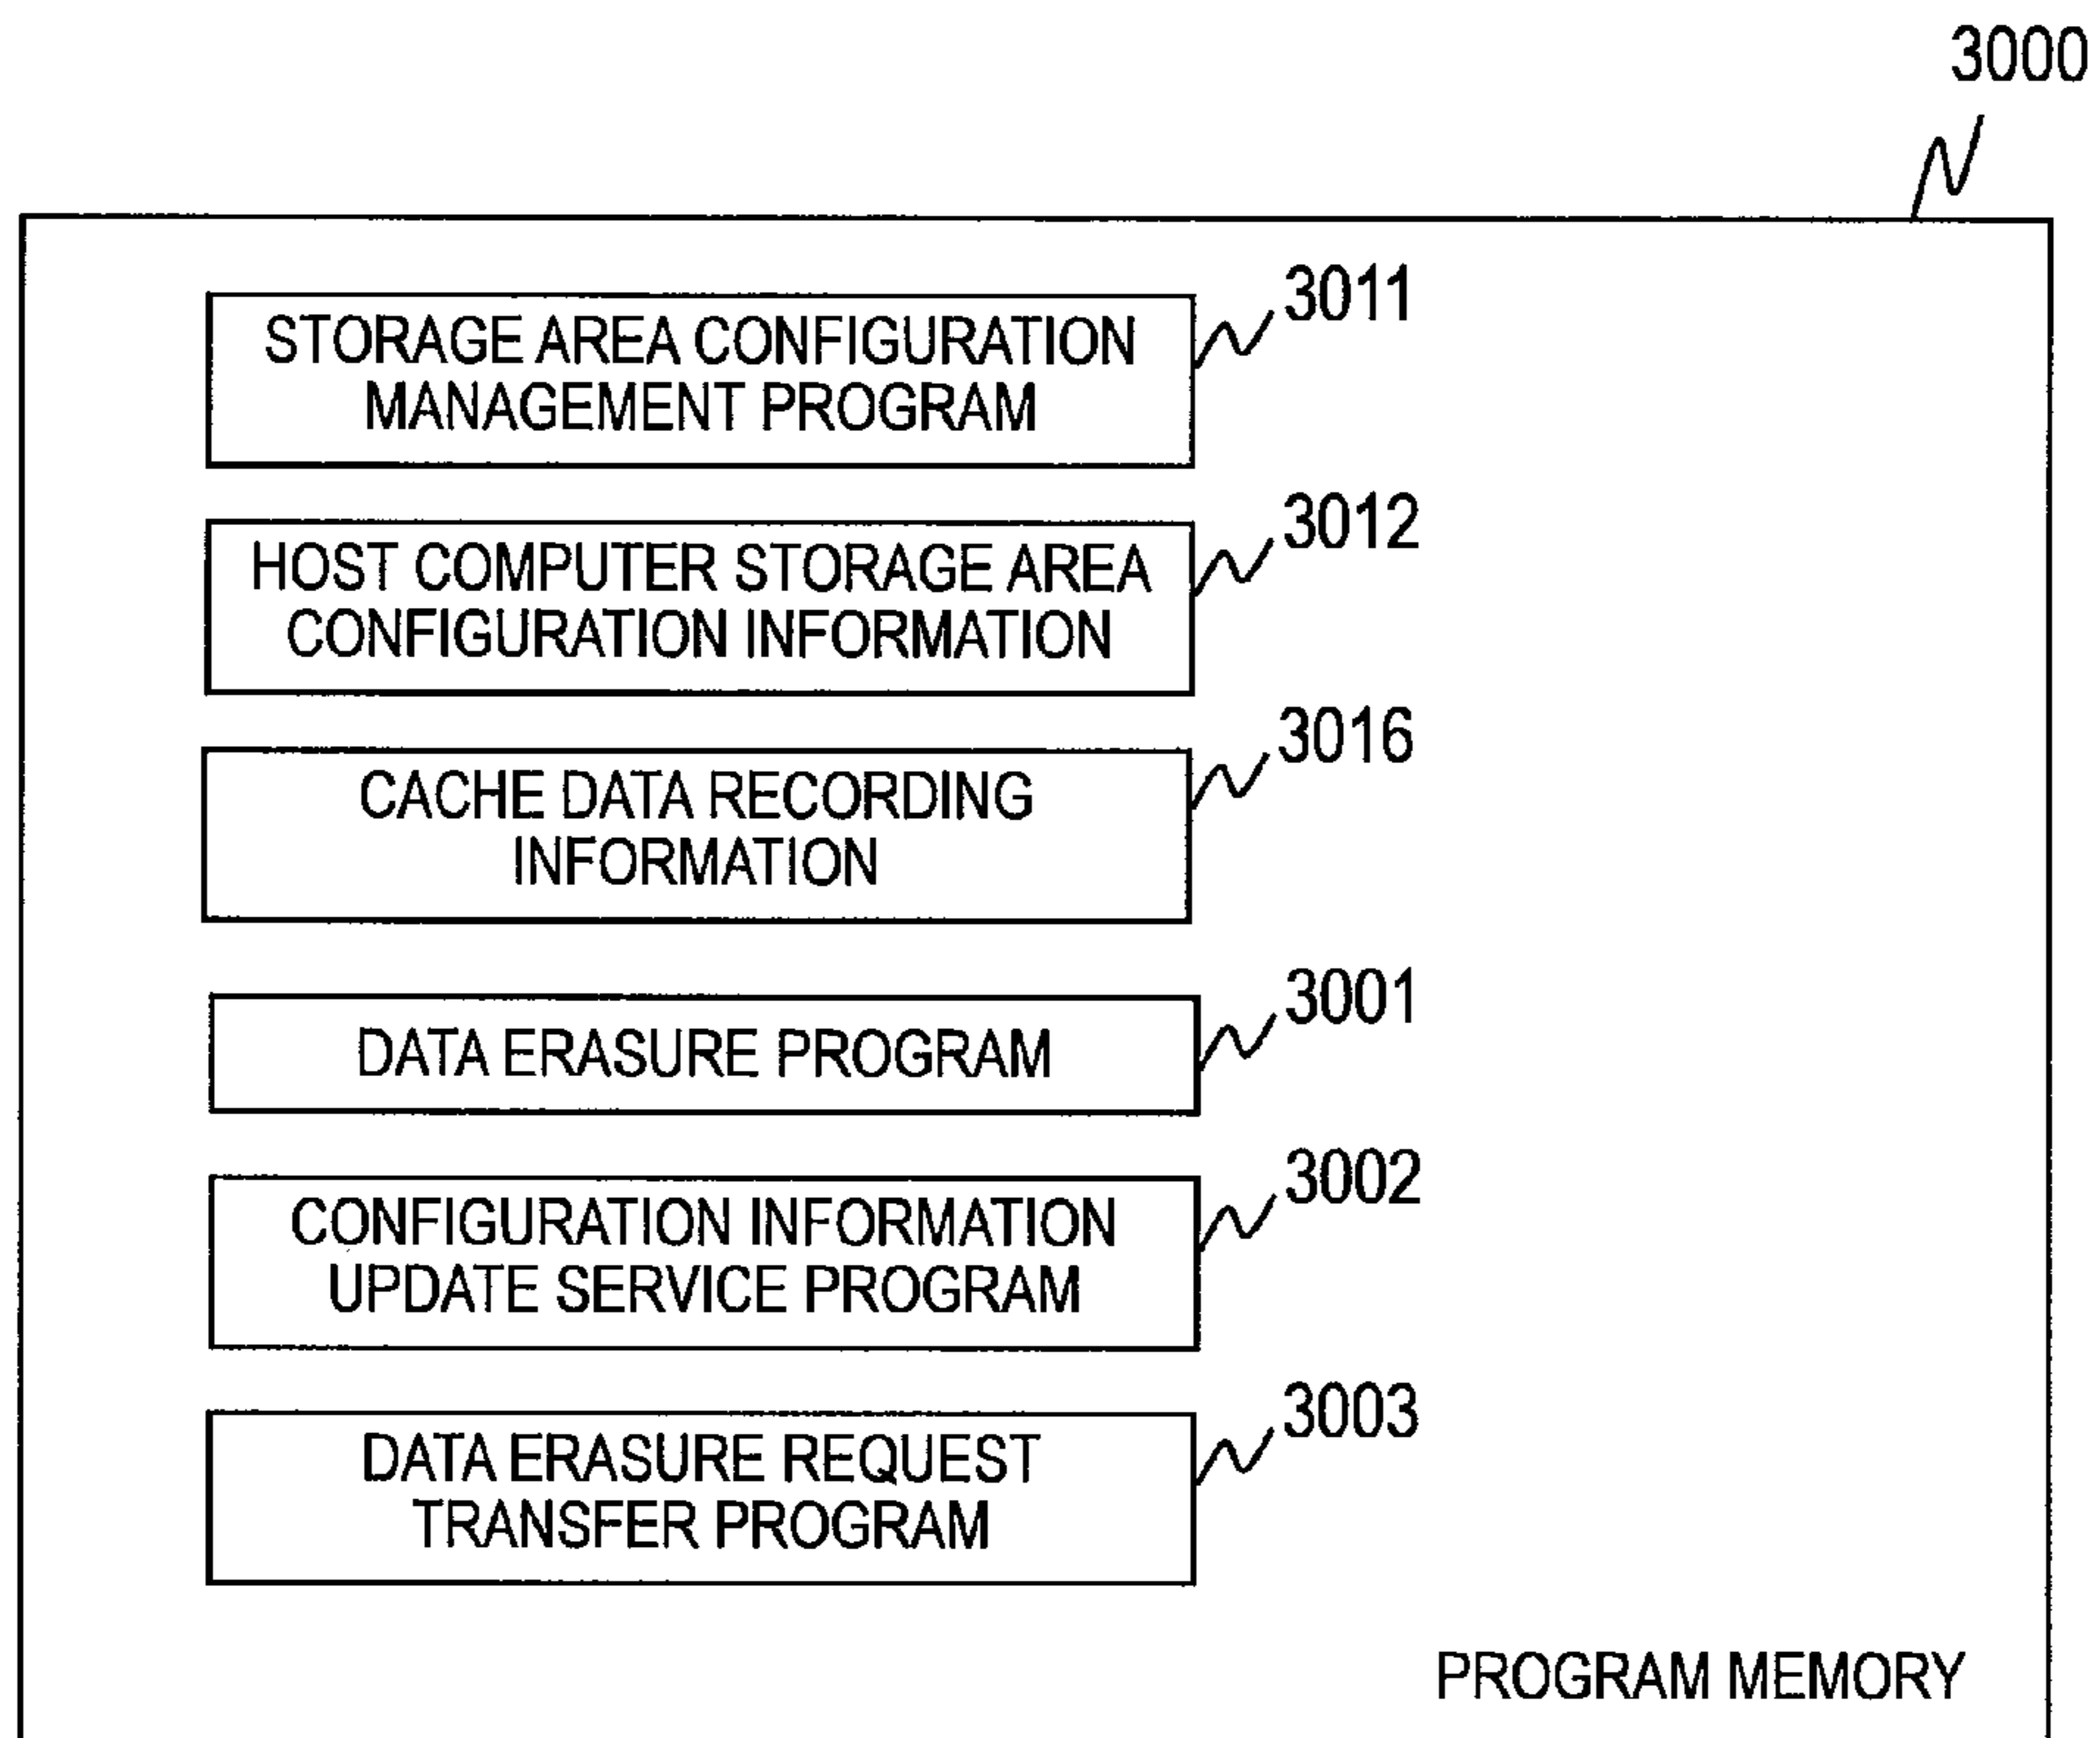 3000
STORAGE AREA CONFIGURATION
MANAGEMENT PROGRAM
3011
HOST COMPUTER STORAGE AREA
CONFIGURATION INFORMATION
3012
CACHE DATA RECORDING
INFORMATION
3016
DATA ERASURE PROGRAM
3001
CONFIGURATION INFORMATION
UPDATE SERVICE PROGRAM
3002
DATA ERASURE REQUEST
TRANSFER PROGRAM
3003
PROGRAM MEMORY